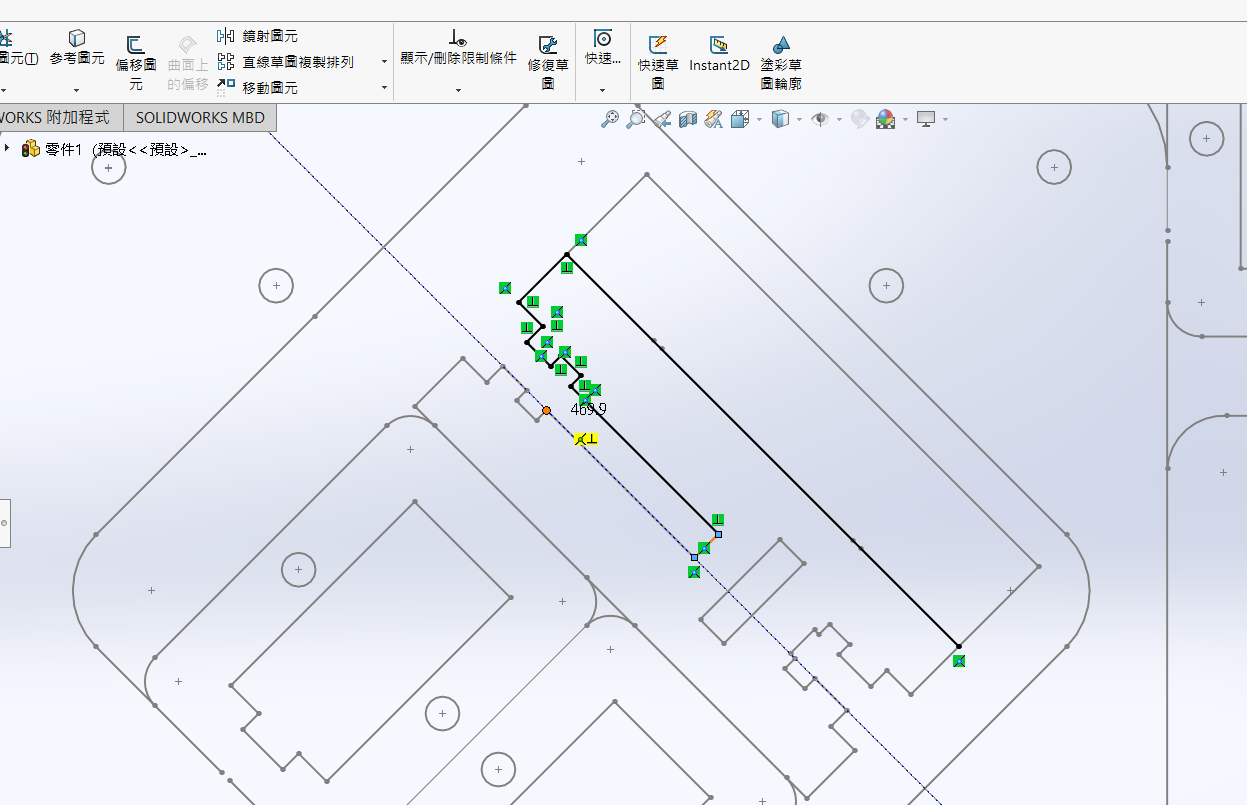 圖元(I)
參考圖元
偏移圖
元
曲面上
的偏移
鏡射圖元
直線草圖複製排列
移動圖元
顯示/刪除限制條件
修復草
圖
快速...
快速草
圖
Instant2D
塗彩草
圖輪廓
WORKS 附加程式
SOLIDWORKS MBD
零件1 (預設<<預設>_...
469.9